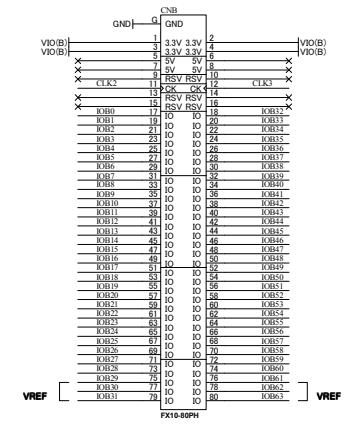 CNB
GND G GND
VIO(B) 1 3.3V 3.3V 2 VIO(B)
VIO(B) 3 3.3V 3.3V 4 VIO(B)
5 5V 5V 6
7 5V 5V 8
9 RSV RSV 10
CLK2 11 CK CK 12 CLK3
13 RSV RSV 14
15 RSV RSV 16
IOB0 17 IO IO 18 IOB32
IOB1 19 IO IO 20 IOB33
IOB2 21 IO IO 22 IOB34
IOB3 23 IO IO 24 IOB35
IOB4 25 IO IO 26 IOB36
IOB5 27 IO IO 28 IOB37
IOB6 29 IO IO 30 IOB38
IOB7 31 IO IO 32 IOB39
IOB8 33 IO IO 34 IOB40
IOB9 35 IO IO 36 IOB41
IOB10 37 IO IO 38 IOB42
IOB11 39 IO IO 40 IOB43
IOB12 41 IO IO 42 IOB44
IOB13 43 IO IO 44 IOB45
IOB14 45 IO IO 46 IOB46
IOB15 47 IO IO 48 IOB47
IOB16 49 IO IO 50 IOB48
IOB17 51 IO IO 52 IOB49
IOB18 53 IO IO 54 IOB50
IOB19 55 IO IO 56 IOB51
IOB20 57 IO IO 58 IOB52
IOB21 59 IO IO 60 IOB53
IOB22 61 IO IO 62 IOB54
IOB23 63 IO IO 64 IOB55
IOB24 65 IO IO 66 IOB56
IOB25 67 IO IO 68 IOB57
IOB26 69 IO IO 70 IOB58
IOB27 71 IO IO 72 IOB59
IOB28 73 IO IO 74 IOB60
IOB29 75 IO IO 76 IOB61
IOB30 77 IO IO 78 IOB62
VREF IOB31 79 IO IO 80 IOB63 VREF
FX10-80PH